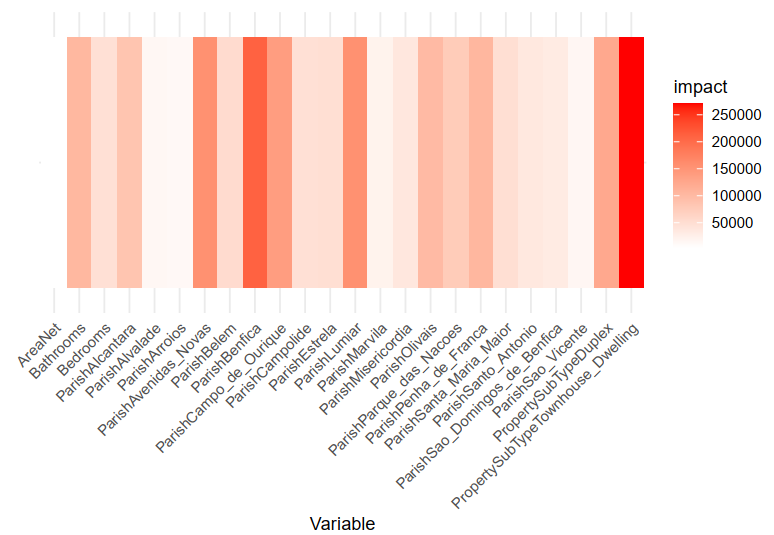 impact
250000
200000
150000
100000
50000
AreaNet
Bathrooms
Bedrooms
ParishAlcantara
ParishAlvalade
ParishArroios
ParishAvenidas_Novas
ParishBelem
ParishBenfica
ParishCampo_de_Ourique
ParishCampolide
ParishEstrela
ParishLumiar
ParishMarvila
ParishMisericordia
ParishOlivais
ParishParque_das_Nacoes
ParishPenha_de_Franca
ParishSanta_Maria_Maior
ParishSanto_Antonio
ParishSao_Domingos_de_Benfica
ParishSao_Vicente
PropertySubTypeDuplex
PropertySubTypeTownhouse_Dwelling
Variable